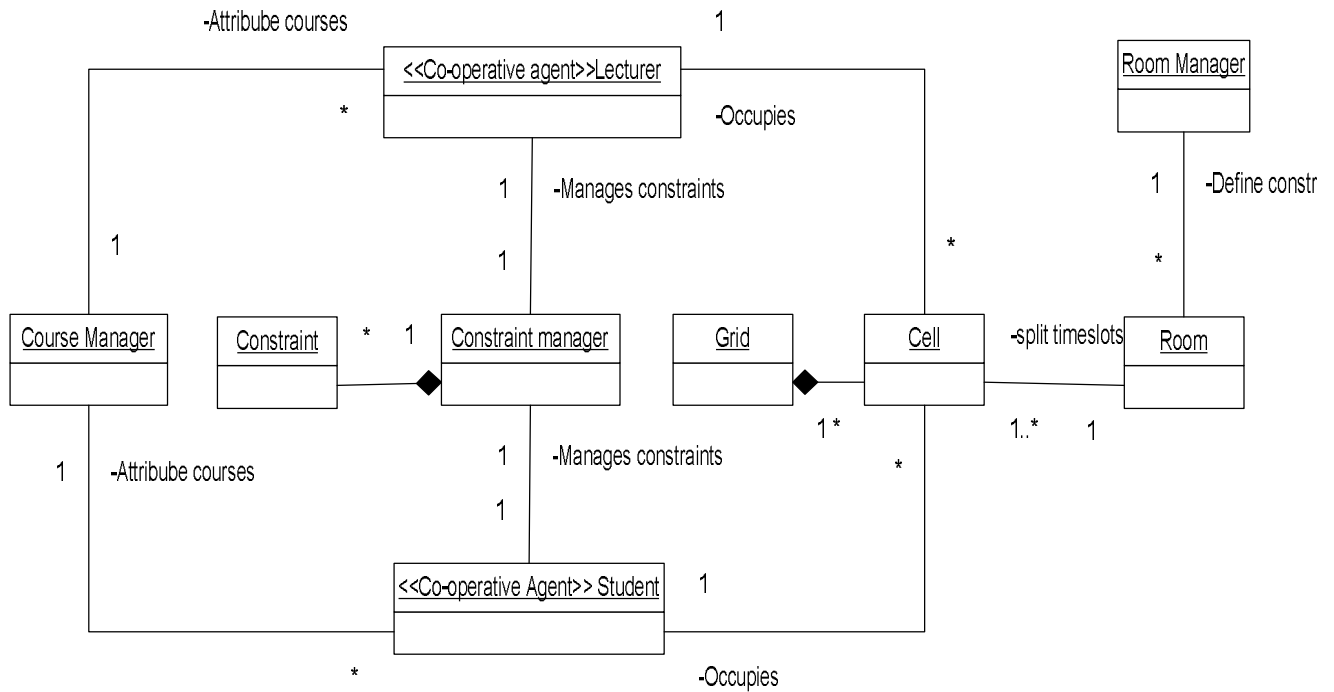 -Attribube courses
1
<<Co-operative agent>>Lecturer
Room Manager
*
-Occupies
1
-Manages constraints
1
-Define constr
1
1
*
*
Course Manager
Constraint
*
1
Constraint manager
Grid
Cell
-split timeslots
Room
1 *
1..*
1
1
-Attribube courses
1
-Manages constraints
*
1
<<Co-operative Agent>> Student
1
*
-Occupies